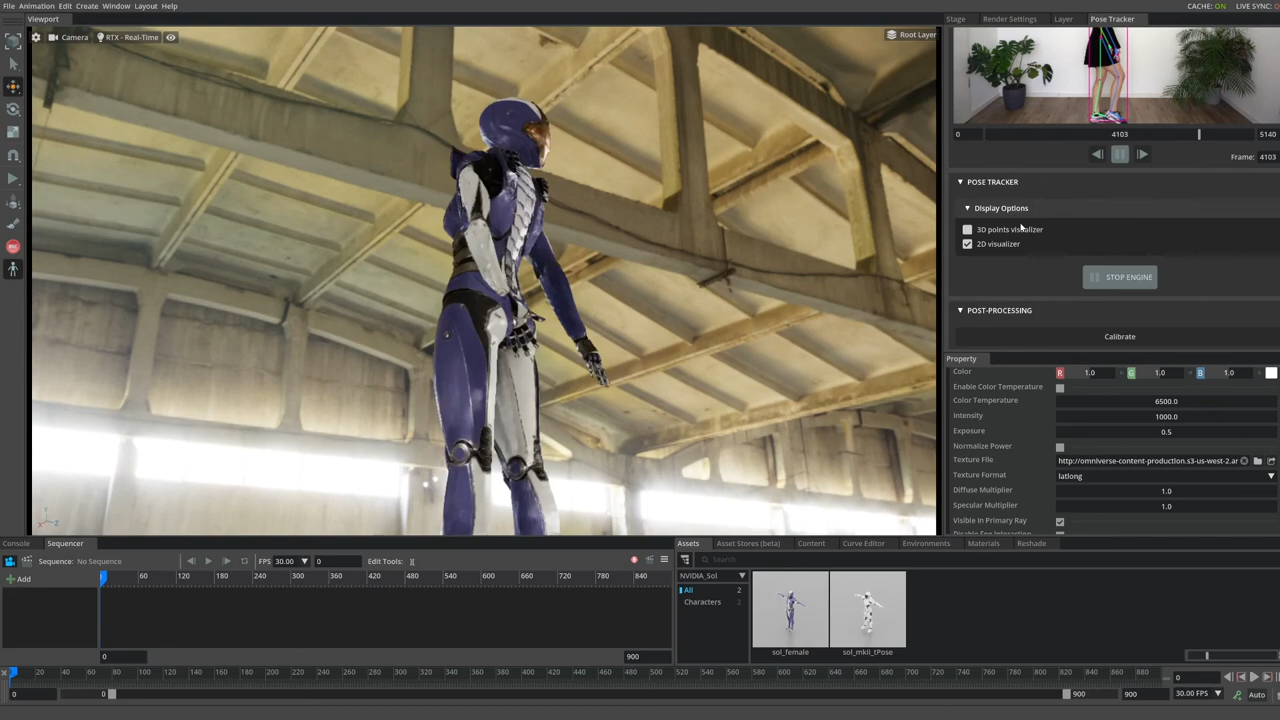 File Animation Edit Create Window Layout Help
CACHE: ON LIVE SYNC:
Viewport
Stage Render Settings Layer Pose Tracker
Camera RTX - Real-Time Root Layer
0 4103 5140
Frame: 4103
POSE TRACKER
Display Options
3D points visualizer
2D visualizer
STOP ENGINE
POST-PROCESSING
Calibrate
Property
Color R 1.0 G 1.0 B 1.0
Enable Color Temperature
Color Temperature 6500.0
Intensity 1000.0
Exposure 0.5
Normalize Power
Texture File http://omniverse-content-production.s3-us-west-2.ar
Texture Format latlong
Diffuse Multiplier 1.0
Specular Multiplier 1.0
Visible In Primary Ray
REC
Y
X Z
Console Sequencer
Sequence: No Sequence FPS 30.00 0 Edit Tools:
Add
60 120 180 240 300 360 420 480 540 600 660 720 780 840
0 900
Assets Asset Stores (beta) Content Curve Editor Environments Materials Reshade
Search
NVIDIA_Sol
All 2
Characters 2
sol_female sol_mkII_tPose
20 40 60 80 100 120 140 160 180 200 220 240 260 280 300 320 340 360 380 400 420 440 460 480 500 520 540 560 580 600 620 640 660 680 700 720 740 760 780 800 820 840 860 880
0
0 0 900 900 30.00 FPS Auto